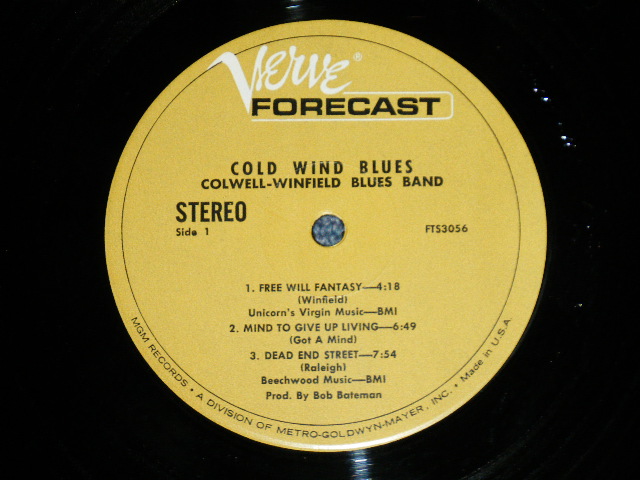 Verve®
FORECAST
COLD WiND BLUES
COLWELL-WINFIELD BLUES BAND
STEREO
Side 1
FTS3056
1. FREE WILL FANTASY—4:18
(Winfield)
Unicorn's Virgin Music—BMI
2. MIND TO GIVE UP LIVING—6:49
(Got A Mind)
3. DEAD END STREET—7:54
(Raleigh)
Beechwood Music—BMI
Prod. By Bob Bateman
MGM RECORDS • A DIVISION OF METRO-GOLDWYN-MAYER, INC. • Made in U.S.A.